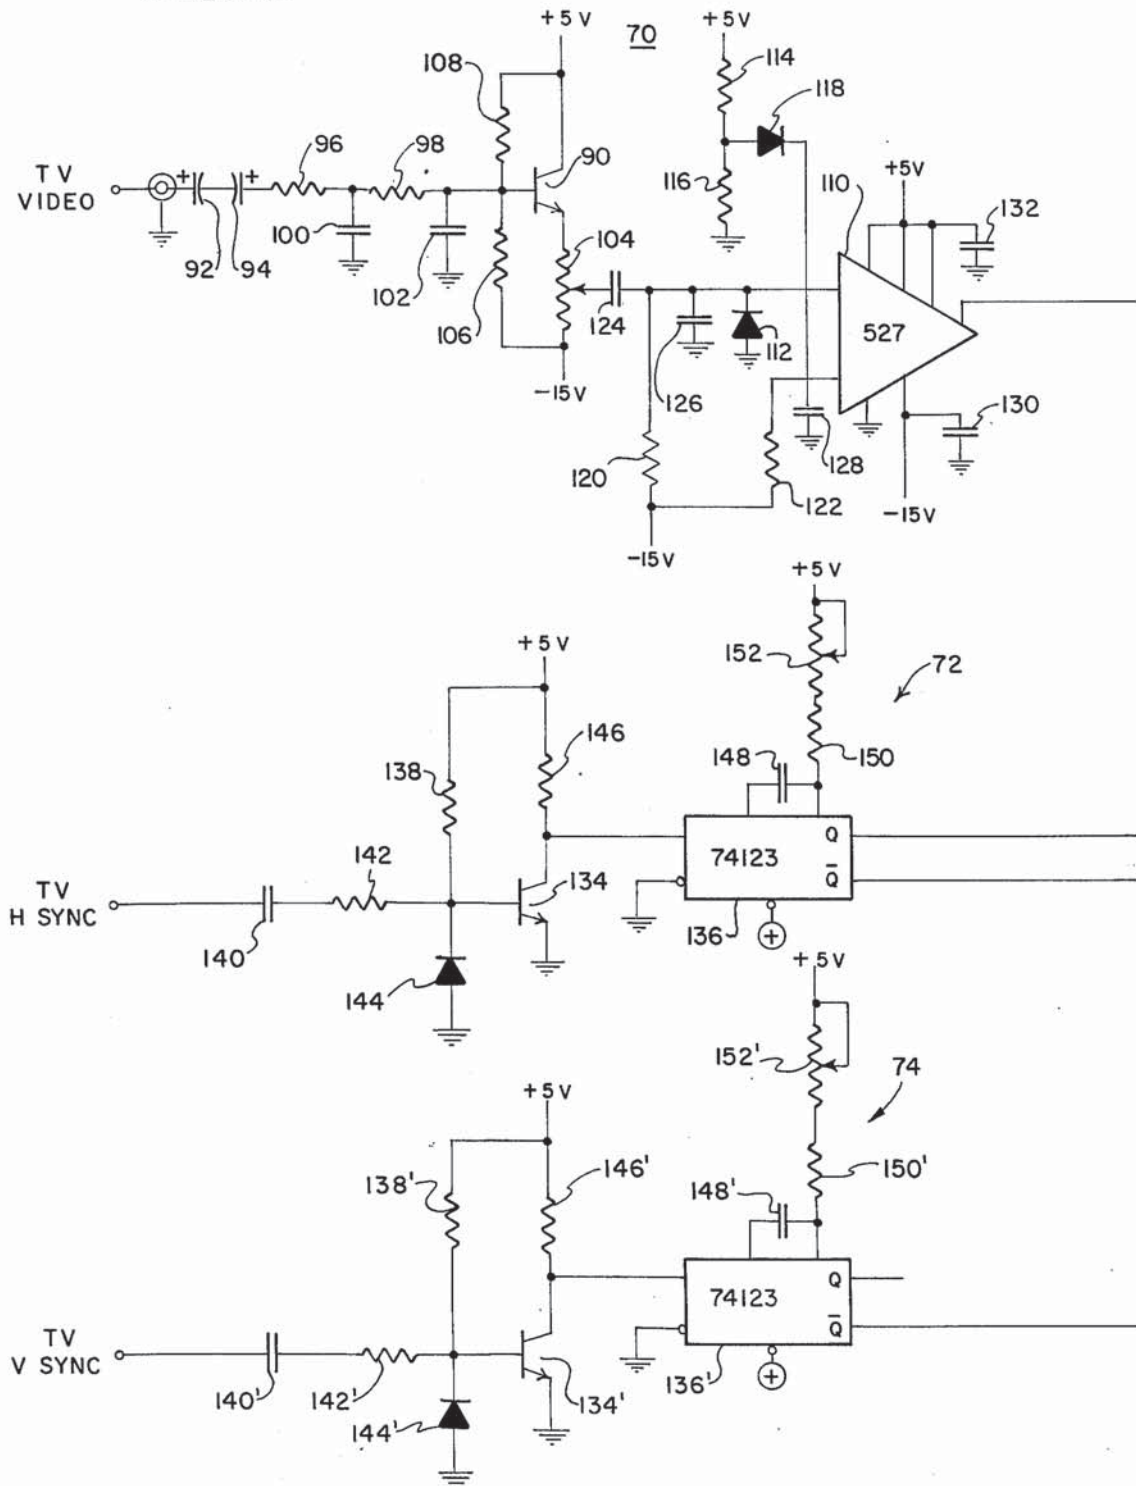 +5V
70
+5V
108
114
118
96
98
90
TV
VIDEO
+
+
116
110
+5V
132
100
104
92
94
102
106
124
527
112
-15V
126
130
120
128
122
-15V
-15V
+5V
152
72
+5V
146
148
150
138
142
74123
Q
Q̅
134
TV
H SYNC
136
+
140
+5V
144
152'
74
+5V
150'
138'
146'
148'
74123
Q
Q̅
TV
V SYNC
136'
+
140'
142'
134'
144'